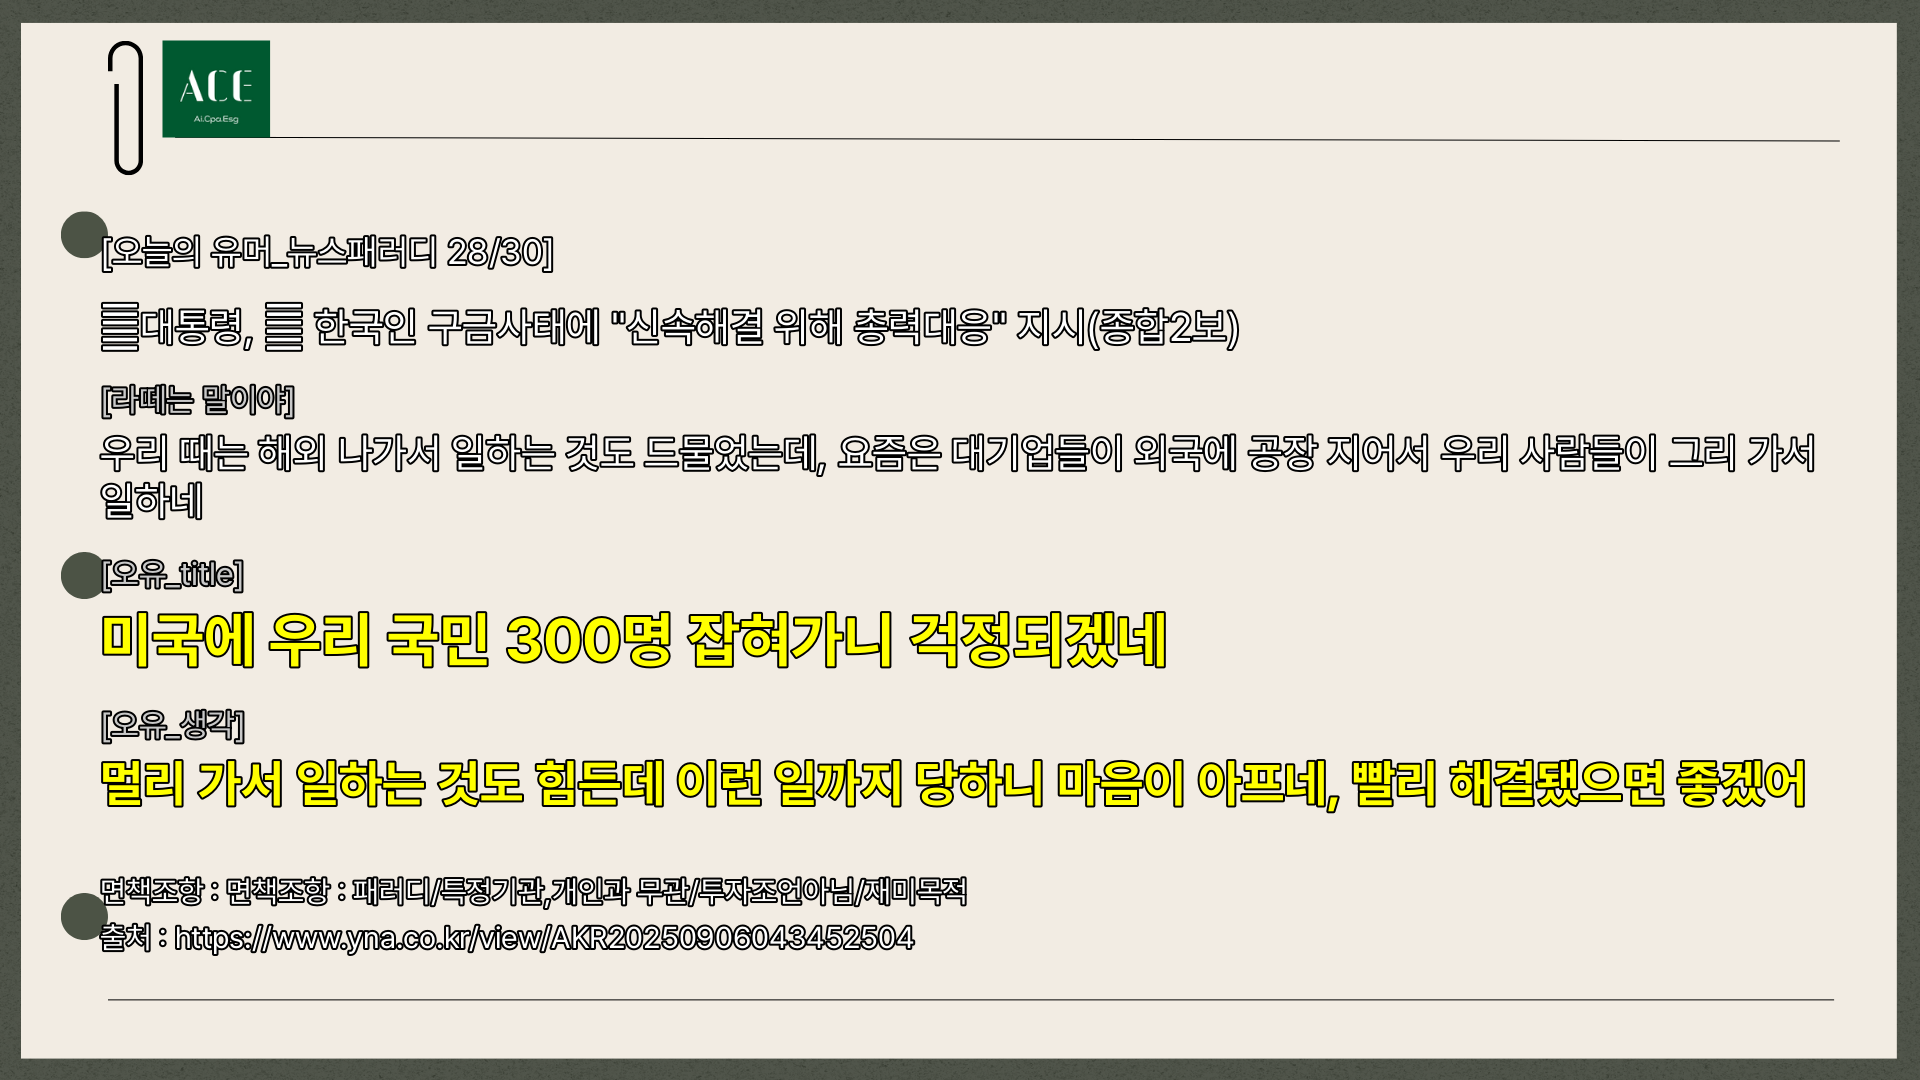 ACE
Ai.Cpa.Esg
[오늘의 유머_뉴스패러디 28/30]
대통령, 한국인 구금사태에 "신속해결 위해 총력대응" 지시(종합2보)
[라떼는 말이야]
우리 때는 해외 나가서 일하는 것도 드물었는데, 요즘은 대기업들이 외국에 공장 지어서 우리 사람들이 그리 가서
일하네
[오유_title]
미국에 우리 국민 300명 잡혀가니 걱정되겠네
[오유_생각]
멀리 가서 일하는 것도 힘든데 이런 일까지 당하니 마음이 아프네, 빨리 해결됐으면 좋겠어
면책조항 : 면책조항 : 패러디/특정기관,개인과 무관/투자조언아님/재미목적
출처 : https://www.yna.co.kr/view/AKR20250906043452504